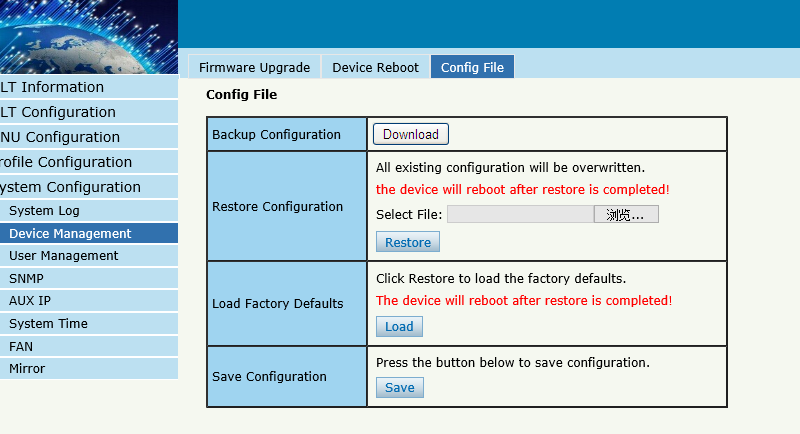 Firmware Upgrade
Device Reboot
Config File
LT Information
LT Configuration
NU Configuration
rofile Configuration
ystem Configuration
System Log
Device Management
User Management
SNMP
AUX IP
System Time
FAN
Mirror
Config File
Backup Configuration
Download
Restore Configuration
All existing configuration will be overwritten.
the device will reboot after restore is completed!
Select File:
浏览...
Restore
Load Factory Defaults
Click Restore to load the factory defaults.
The device will reboot after restore is completed!
Load
Save Configuration
Press the button below to save configuration.
Save